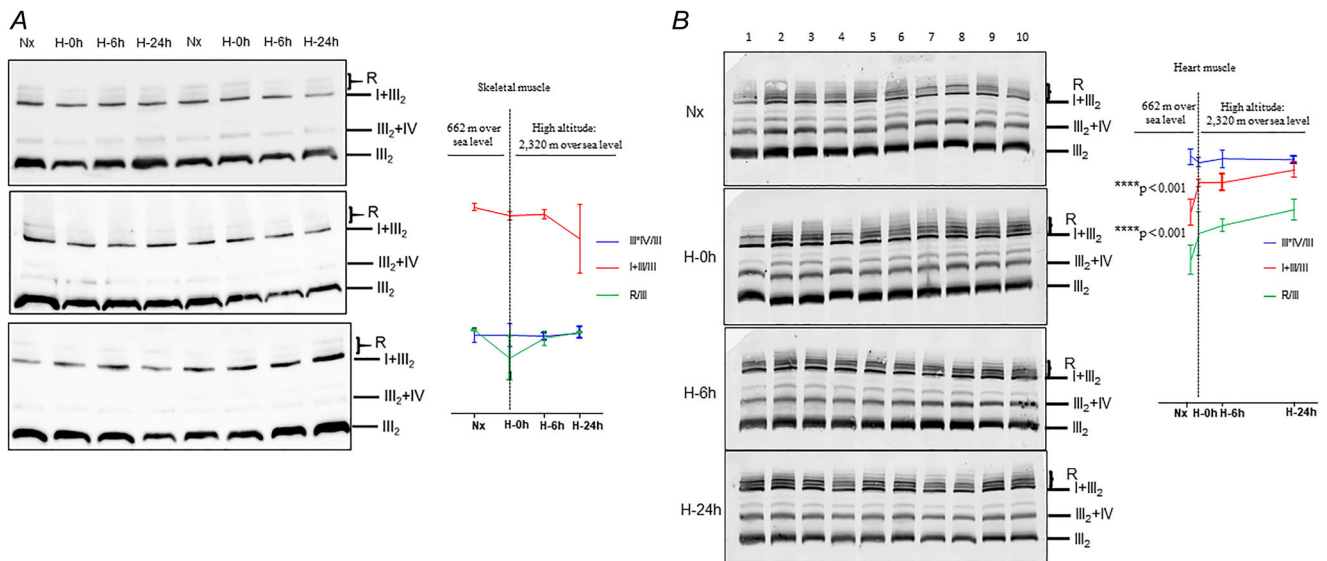 A
Nx H-0h H-6h H-24h Nx H-0h H-6h H-24h
R
I+III₂
III₂+IV
III₂
R
I+III₂
III₂+IV
III₂
R
I+III₂
III₂+IV
III₂
Skeletal muscle
662 m over
sea level
High altitude:
2,320 m over sea level
III*IV/III
I+III/III
R/III
Nx H-0h H-6h H-24h
B
1 2 3 4 5 6 7 8 9 10
Nx
R
I+III₂
III₂+IV
III₂
H-0h
R
I+III₂
III₂+IV
III₂
H-6h
R
I+III₂
III₂+IV
III₂
H-24h
R
I+III₂
III₂+IV
III₂
Heart muscle
662 m over
sea level
High altitude:
2,320 m over sea level
****p<0.001
****p<0.001
III*IV/III
I+III/III
R/III
Nx H-0h H-6h H-24h